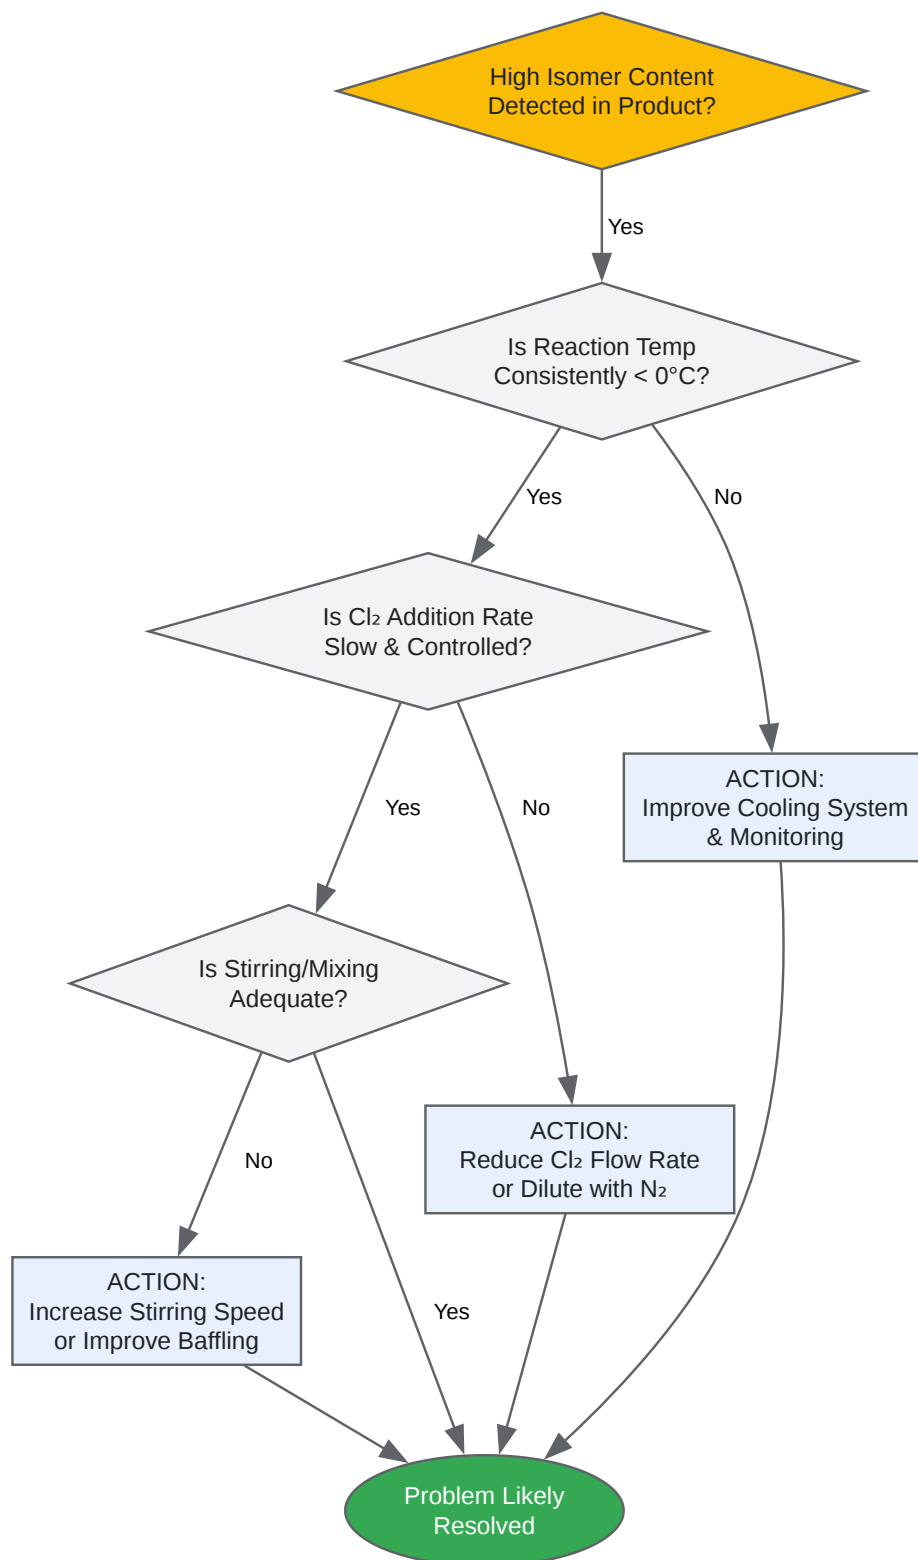 High Isomer Content
Detected in Product?
Yes
Is Reaction Temp
Consistently < 0°C?
Yes
No
Is Cl₂ Addition Rate
Slow & Controlled?
Yes
No
ACTION:
Improve Cooling System
& Monitoring
Is Stirring/Mixing
Adequate?
No
Yes
ACTION:
Reduce Cl₂ Flow Rate
or Dilute with N₂
ACTION:
Increase Stirring Speed
or Improve Baffling
Problem Likely
Resolved